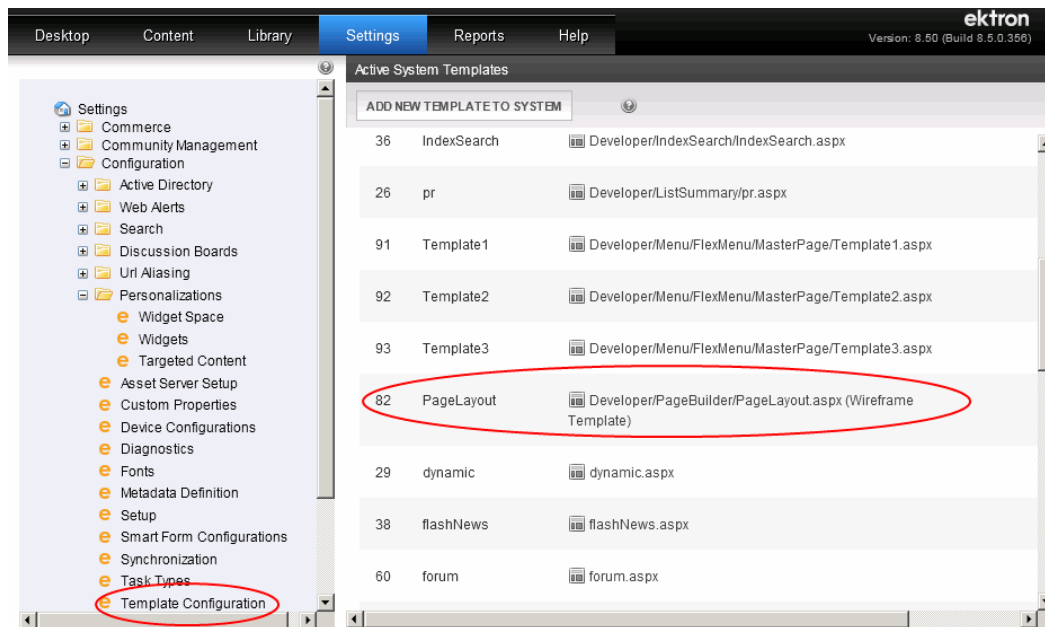 ektron
Desktop Content Library Settings Reports Help
Version: 8.50 (Build 8.5.0.356)
Active System Templates
ADD NEW TEMPLATE TO SYSTEM
Settings
Commerce
Community Management
Configuration
Active Directory
Web Alerts
Search
Discussion Boards
Url Aliasing
Personalizations
Widget Space
Widgets
Targeted Content
Asset Server Setup
Custom Properties
Device Configurations
Diagnostics
Fonts
Metadata Definition
Setup
Smart Form Configurations
Synchronization
Task Types
Template Configuration
36 IndexSearch Developer/IndexSearch/IndexSearch.aspx
26 pr Developer/ListSummary/pr.aspx
91 Template1 Developer/Menu/FlexMenu/MasterPage/Template1.aspx
92 Template2 Developer/Menu/FlexMenu/MasterPage/Template2.aspx
93 Template3 Developer/Menu/FlexMenu/MasterPage/Template3.aspx
82 PageLayout Developer/PageBuilder/PageLayout.aspx (Wireframe
Template)
29 dynamic dynamic.aspx
38 flashNews flashNews.aspx
60 forum forum.aspx